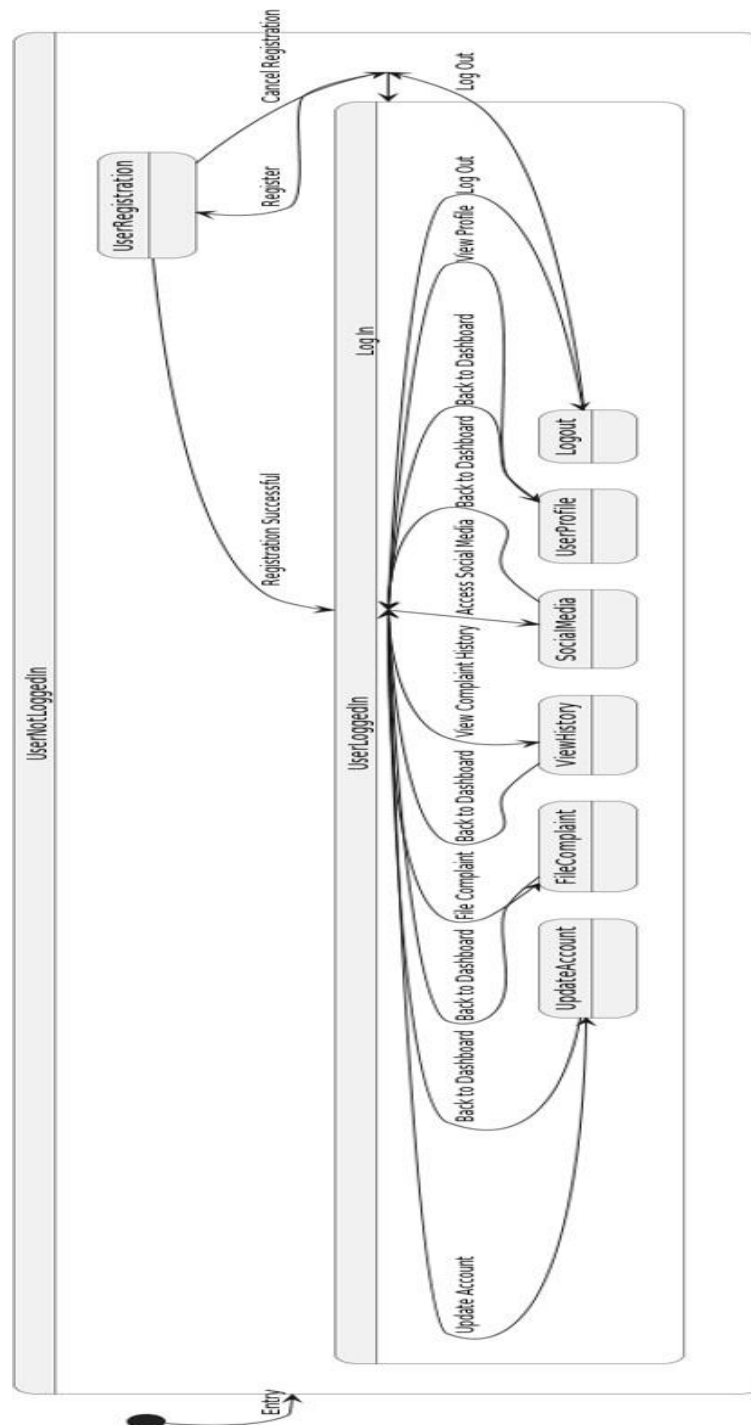 UserNotLoggedIn
Entry
UserRegistration
Cancel Registration
Register
Registration Successful
Log In
UserLoggedIn
Update Account
Back to Dashboard
Back to Dashboard
File Complaint
Back to Dashboard
View Complaint History
Access Social Media
Back to Dashboard
Back to Dashboard
View Profile
Log Out
Log Out
UpdateAccount
FileComplaint
ViewHistory
SocialMedia
UserProfile
Logout